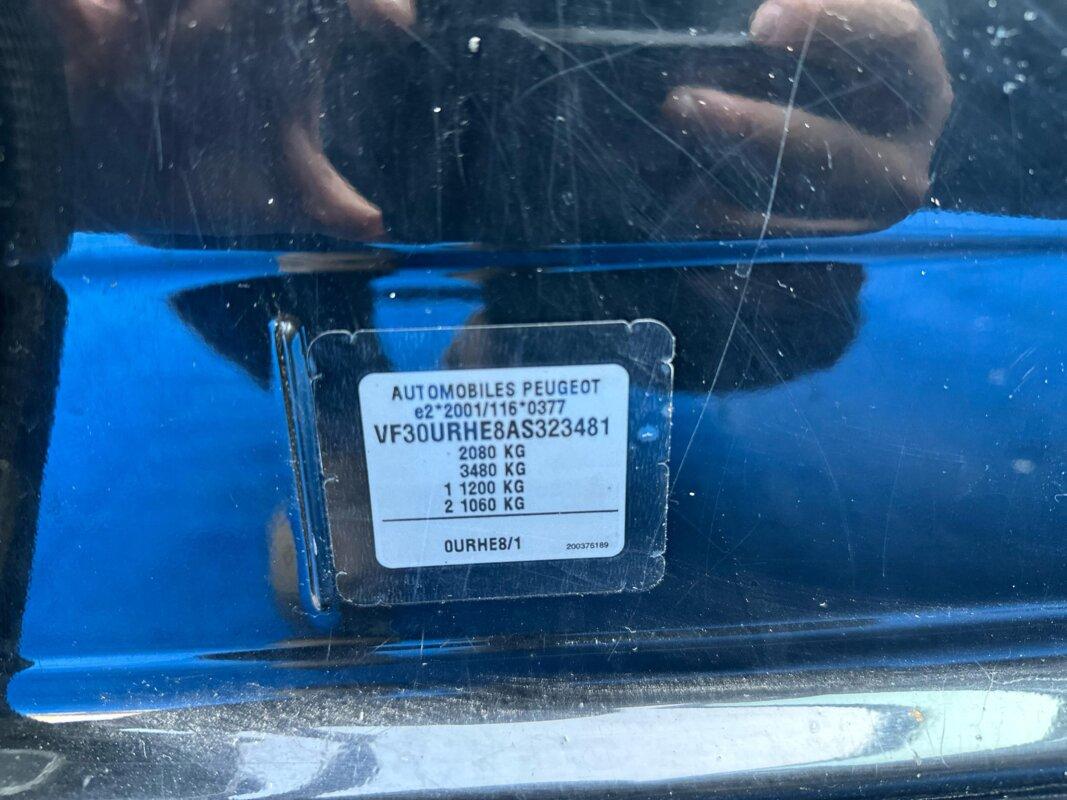 AUTOMOBILES PEUGEOT
e2*2001/116*0377
VF30URHE8AS323481
2080 KG
3480 KG
1 1200 KG
2 1060 KG
0URHE8/1
200375189